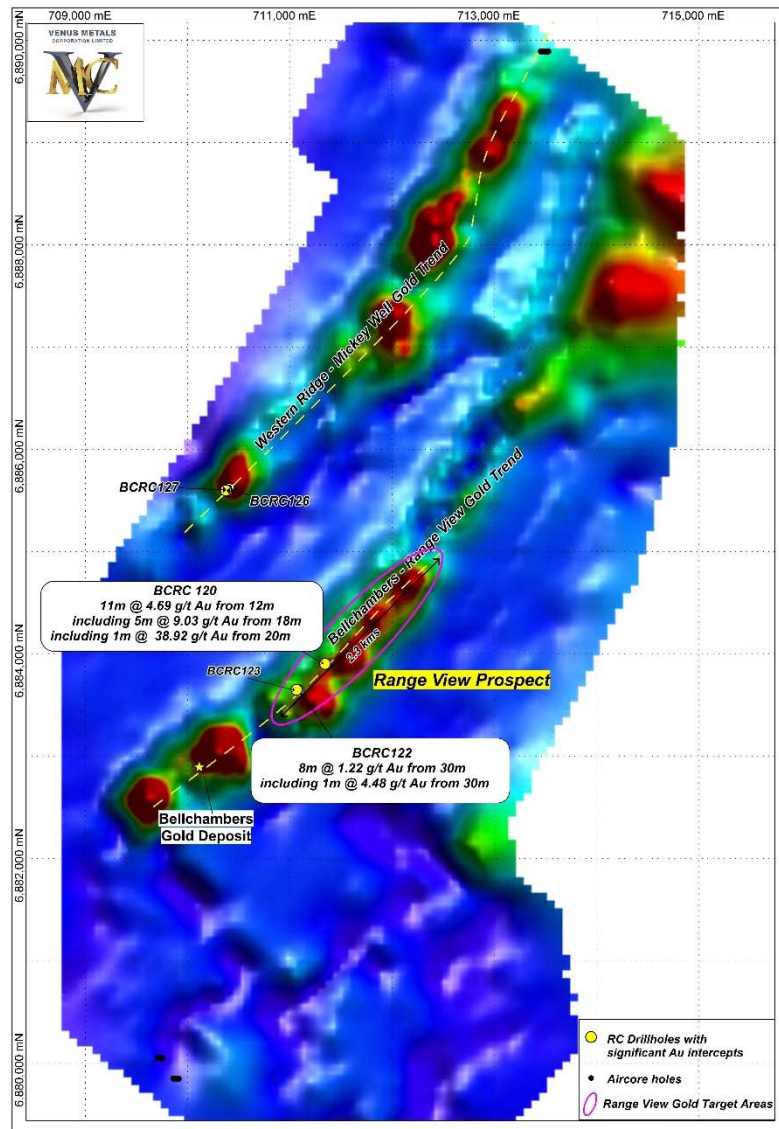 709,000 mE
711,000 mE
713,000 mE
715,000 mE
VENUS METALS
CORPORATION LIMITED
VMC
6,890,000 mN
6,888,000 mN
6,886,000 mN
6,884,000 mN
6,882,000 mN
6,880,000 mN
Western Ridge - Mickey Well Gold Trend
BCRC127
BCRC126
Bellchambers - Range View Gold Trend
BCRC 120
11m @ 4.69 g/t Au from 12m
including 5m @ 9.03 g/t Au from 18m
including 1m @ 38.92 g/t Au from 20m
2.3 kms
BCRC123
Range View Prospect
BCRC122
8m @ 1.22 g/t Au from 30m
including 1m @ 4.48 g/t Au from 30m
Bellchambers
Gold Deposit
RC Drillholes with
significant Au intercepts
Aircore holes
Range View Gold Target Areas